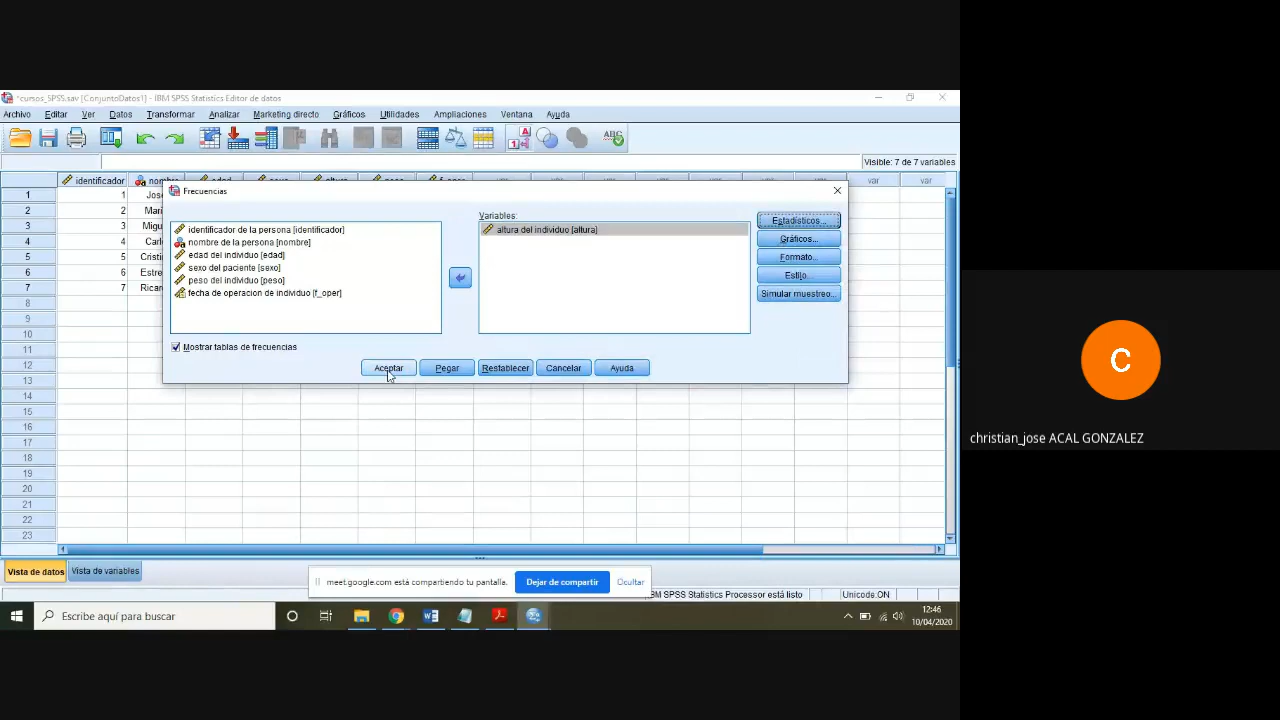 *cursos_SPSS.sav [ConjuntoDatos1] - IBM SPSS Statistics Editor de datos
Archivo Editar Ver Datos Transformar Analizar Marketing directo Gráficos Utilidades Ampliaciones Ventana Ayuda
Visible: 7 de 7 variables
identificador var var
Frecuencias
1 1
2 2
3 3
4 4
5 5
6 6
7 7
8
9
10
11
12
13
14
15
16
17
18
19
20
21
22
23
identificador de la persona [identificador]
nombre de la persona [nombre]
edad del individuo [edad]
sexo del paciente [sexo]
peso del individuo [peso]
fecha de operacion de individuo [f_oper]
Variables:
altura del individuo [altura]
Estadísticos...
Gráficos...
Formato...
Estilo...
Simular muestreo...
Mostrar tablas de frecuencias
Aceptar Pegar Restablecer Cancelar Ayuda
Vista de datos Vista de variables
meet.google.com está compartiendo tu pantalla. Dejar de compartir Ocultar
IBM SPSS Statistics Processor está listo Unicode:ON
Escribe aquí para buscar
12:46
10/04/2020
C
christian_jose ACAL GONZALEZ